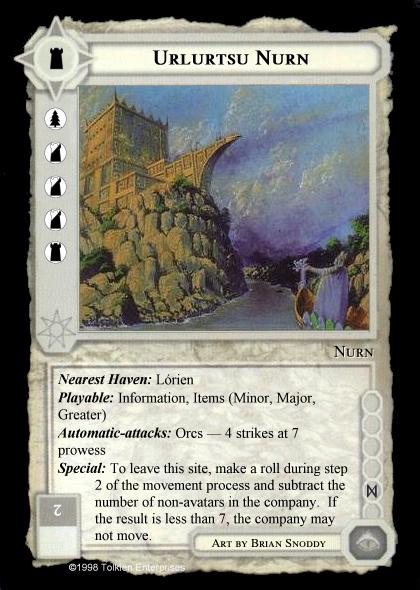 URLURTSU NURN
NURN
Nearest Haven: Lórien
Playable: Information, Items (Minor, Major,
Greater)
Automatic-attacks: Orcs — 4 strikes at 7
prowess
Special: To leave this site, make a roll during step
2 of the movement process and subtract the
number of non-avatars in the company. If
the result is less than 7, the company may
not move.
2
ART BY BRIAN SNODDY
©1998 Tolkien Enterprises